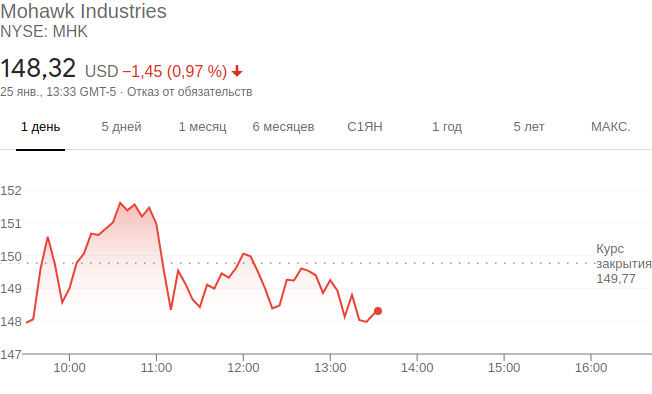 Mohawk Industries
NYSE: MHK
148,32 USD −1,45 (0,97 %)
25 янв., 13:33 GMT-5 · Отказ от обязательств
1 день 5 дней 1 месяц 6 месяцев С1ЯН 1 год 5 лет МАКС.
152
151
150
149
148
147
Курс
закрытия
149,77
10:00 11:00 12:00 13:00 14:00 15:00 16:00